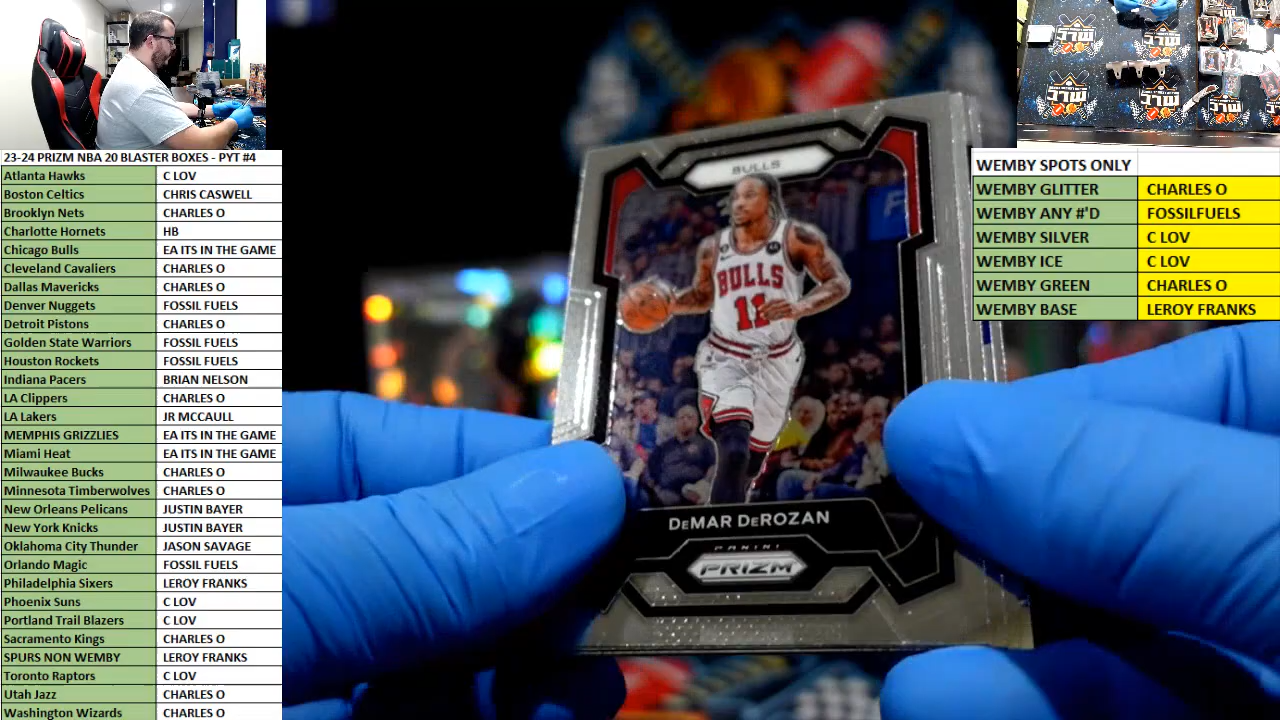 23-24 PRIZM NBA 20 BLASTER BOXES - PYT #4
Atlanta Hawks C LOV
Boston Celtics CHRIS CASWELL
Brooklyn Nets CHARLES O
Charlotte Hornets HB
Chicago Bulls EA ITS IN THE GAME
Cleveland Cavaliers CHARLES O
Dallas Mavericks CHARLES O
Denver Nuggets FOSSIL FUELS
Detroit Pistons CHARLES O
Golden State Warriors FOSSIL FUELS
Houston Rockets FOSSIL FUELS
Indiana Pacers BRIAN NELSON
LA Clippers CHARLES O
LA Lakers JR MCCAULL
MEMPHIS GRIZZLIES EA ITS IN THE GAME
Miami Heat EA ITS IN THE GAME
Milwaukee Bucks CHARLES O
Minnesota Timberwolves CHARLES O
New Orleans Pelicans JUSTIN BAYER
New York Knicks JUSTIN BAYER
Oklahoma City Thunder JASON SAVAGE
Orlando Magic FOSSIL FUELS
Philadelphia Sixers LEROY FRANKS
Phoenix Suns C LOV
Portland Trail Blazers C LOV
Sacramento Kings CHARLES O
SPURS NON WEMBY LEROY FRANKS
Toronto Raptors C LOV
Utah Jazz CHARLES O
Washington Wizards CHARLES O
BULLS
BULLS
11
DeMAR DeROZAN
PANINI
PRIZM
WEMBY SPOTS ONLY
WEMBY GLITTER CHARLES O
WEMBY ANY #'D FOSSILFUELS
WEMBY SILVER C LOV
WEMBY ICE C LOV
WEMBY GREEN CHARLES O
WEMBY BASE LEROY FRANKS